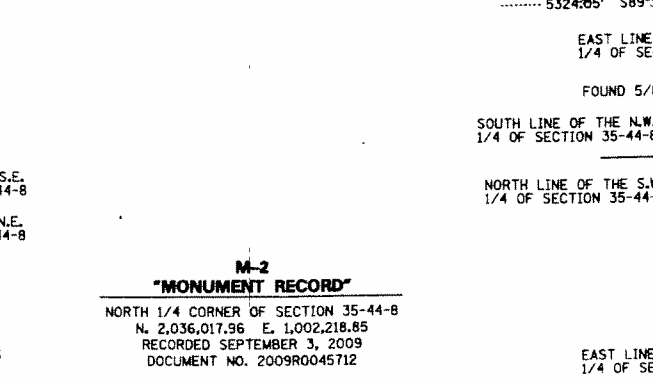 5324.05' S89-
EAST LINE
1/4 OF SE
FOUND 5/
SOUTH LINE OF THE N.W.
1/4 OF SECTION 35-44-8
NORTH LINE OF THE S.W
1/4 OF SECTION 35-44-
S.E.
44-8
N.E.
44-8
M-2
"MONUMENT RECORD"
NORTH 1/4 CORNER OF SECTION 35-44-8
N. 2,036,017.96 E. 1,002,218.85
RECORDED SEPTEMBER 3, 2009
DOCUMENT NO. 2009R0045712
EAST LINE
1/4 OF SE